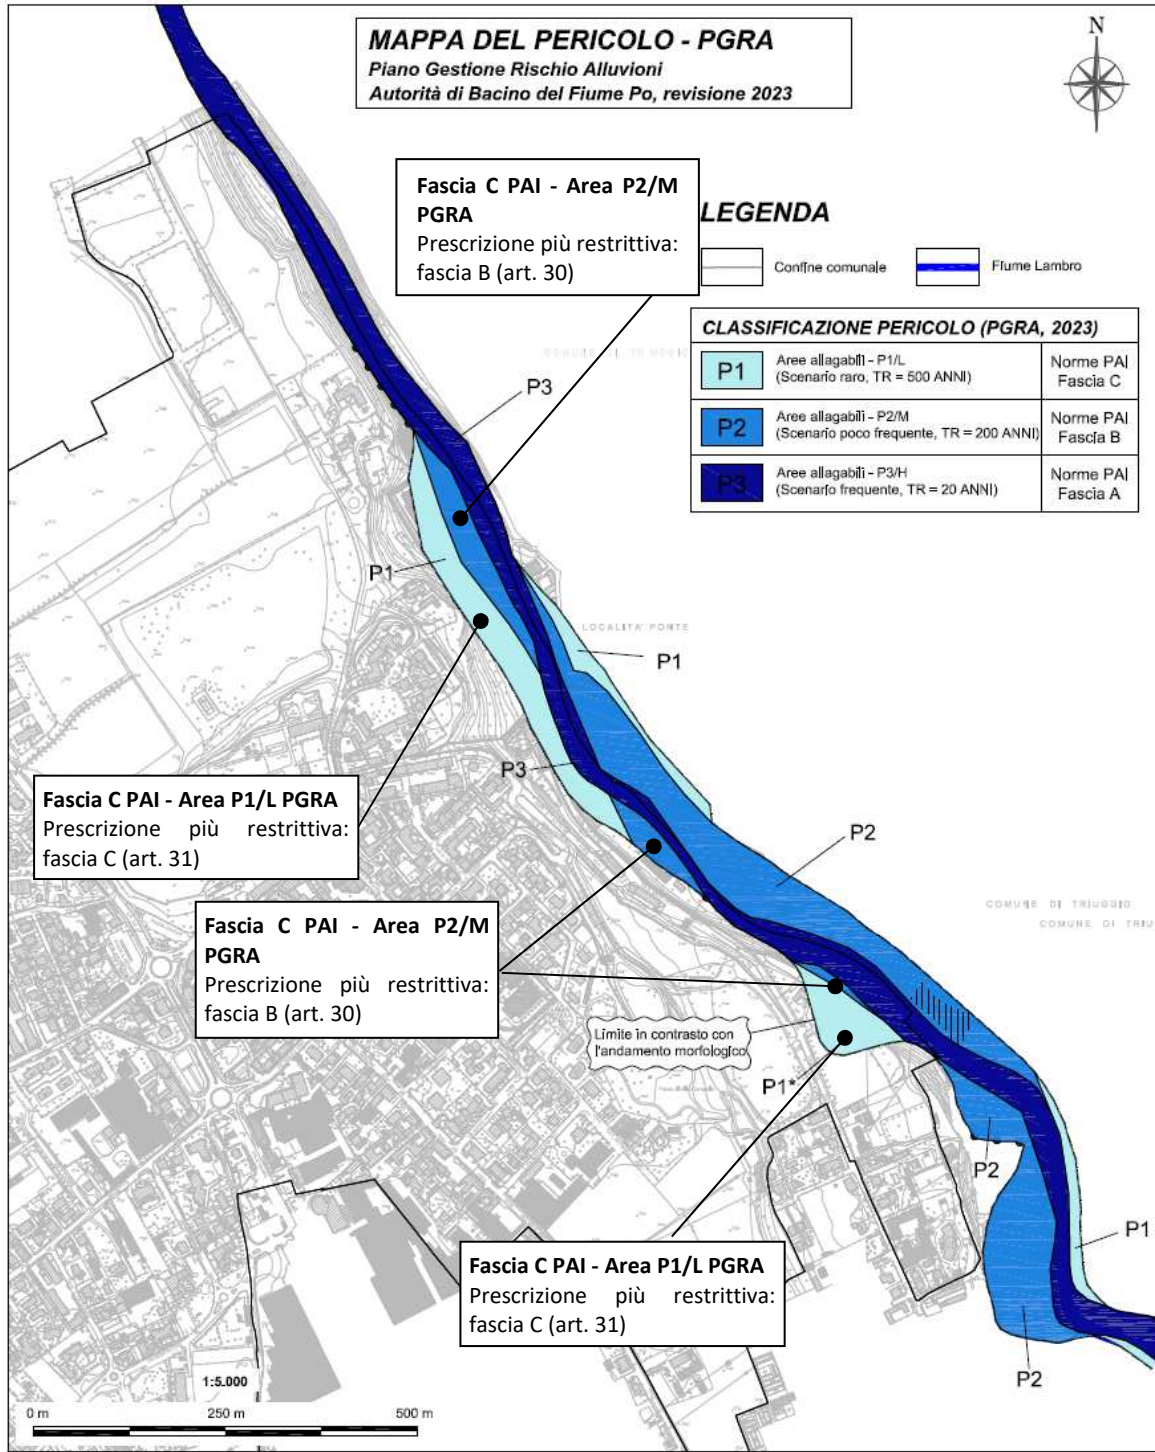 MAPPA DEL PERICOLO - PGRA
Piano Gestione Rischio Alluvioni
Autorità di Bacino del Fiume Po, revisione 2023
N
Fascia C PAI - Area P2/M
PGRA
Prescrizione più restrittiva:
fascia B (art. 30)
LEGENDA
Confine comunale
Fiume Lambro
CLASSIFICAZIONE PERICOLO (PGRA, 2023)
P1
Aree allagabili - P1/L
(Scenario raro, TR = 500 ANNI)
Norme PAI
Fascia C
P2
Aree allagabili - P2/M
(Scenario poco frequente, TR = 200 ANNI)
Norme PAI
Fascia B
P3
Aree allagabili - P3/H
(Scenario frequente, TR = 20 ANNI)
Norme PAI
Fascia A
COMUNE DI TRIUGGIO
P3
P1
LOCALITA' PONTE
P1
P3
Fascia C PAI - Area P1/L PGRA
Prescrizione più restrittiva:
fascia C (art. 31)
P2
Fascia C PAI - Area P2/M
PGRA
Prescrizione più restrittiva:
fascia B (art. 30)
COMUNE DI TRIUGGIO
COMUNE DI TRIU
Limite in contrasto con
l'andamento morfologico
P1*
P2
P1
Fascia C PAI - Area P1/L PGRA
Prescrizione più restrittiva:
fascia C (art. 31)
P2
1:5.000
0 m
250 m
500 m